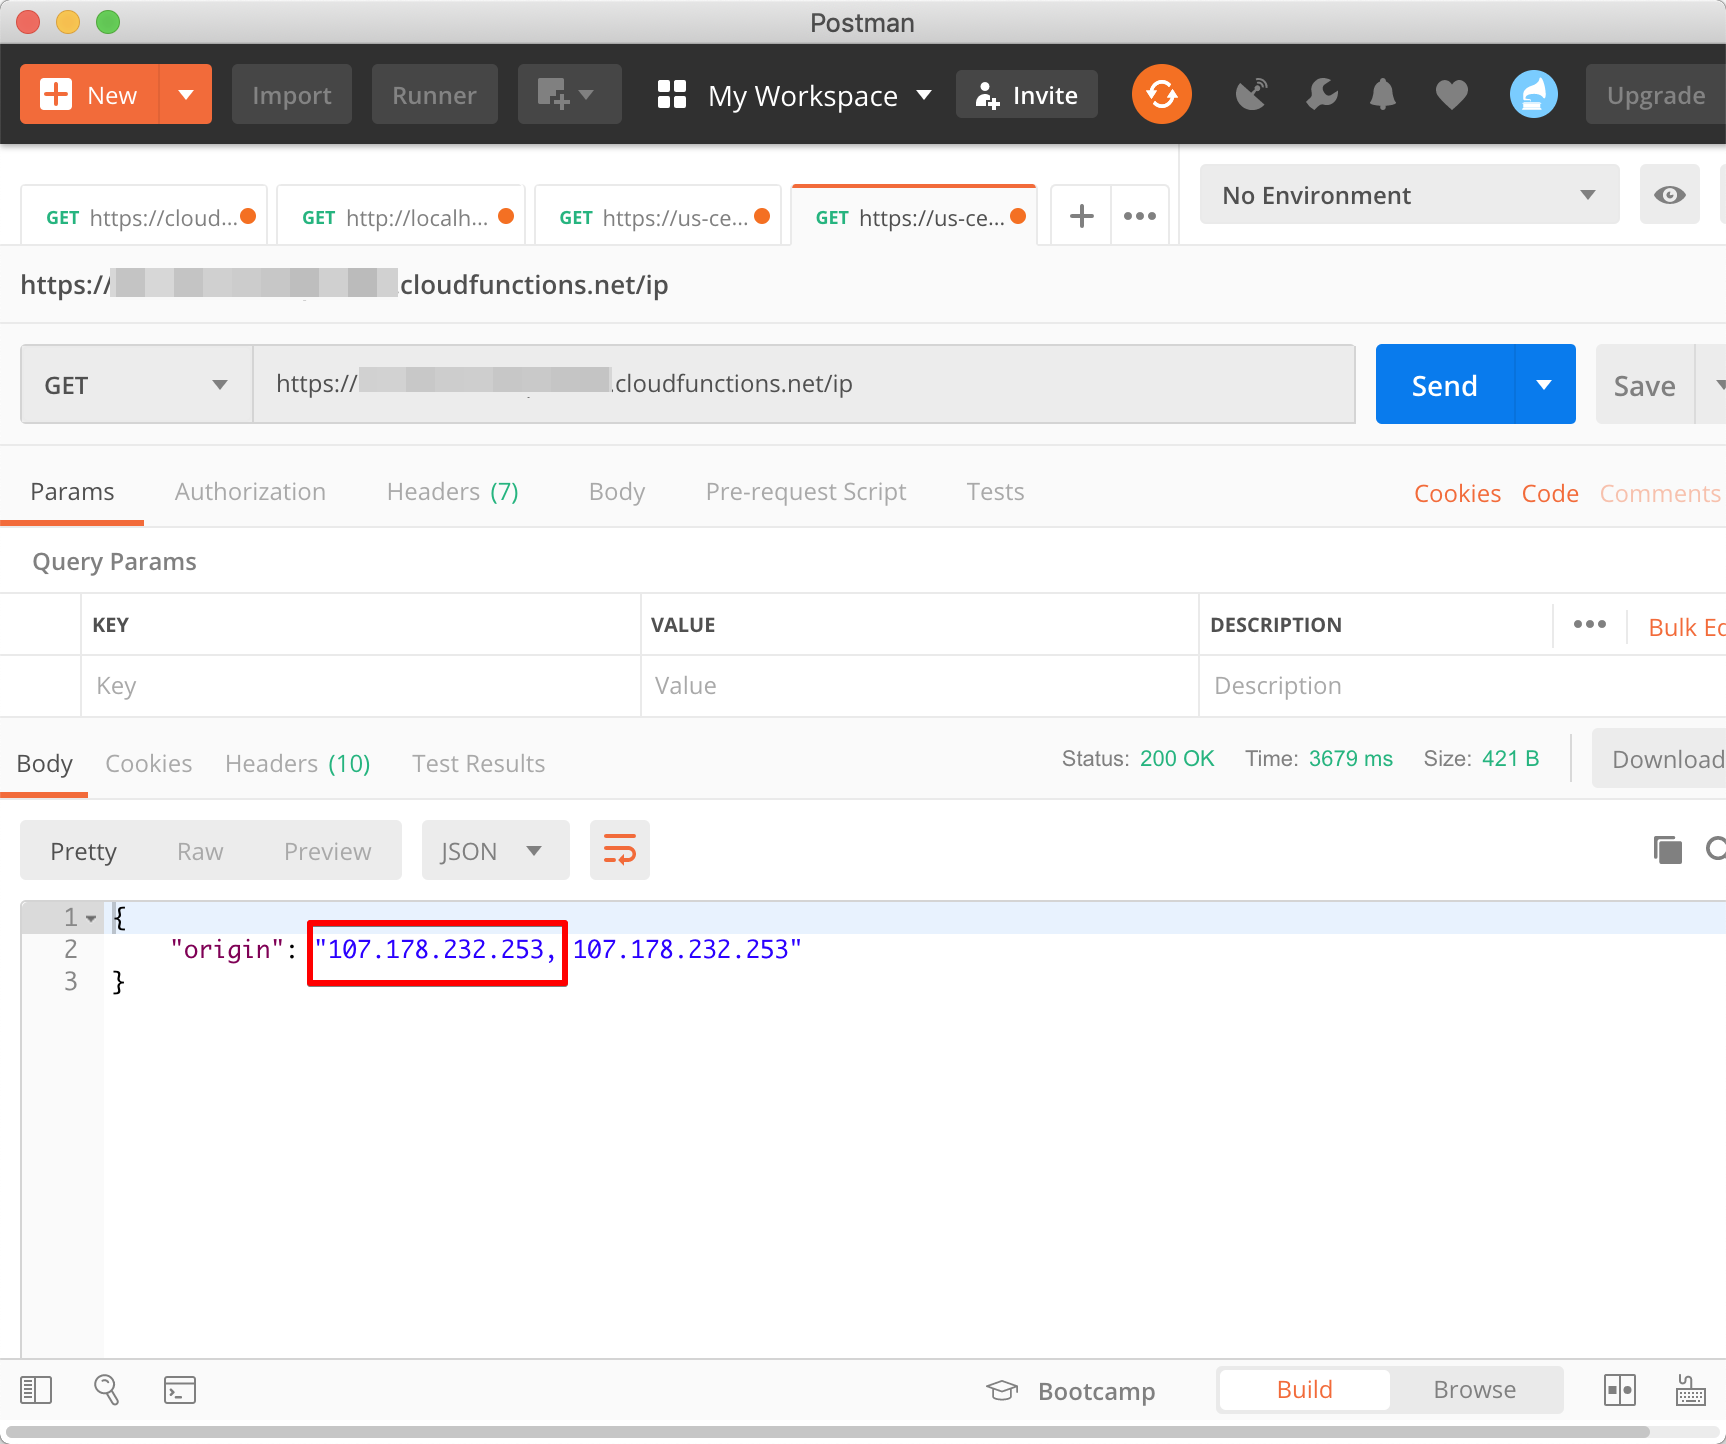 Postman
New Import Runner My Workspace Invite Upgrade
GET https://cloud... GET http://localh... GET https://us-ce... GET https://us-ce... No Environment
https:// .cloudfunctions.net/ip
GET https:// .cloudfunctions.net/ip Send Save
Params Authorization Headers (7) Body Pre-request Script Tests Cookies Code Comments
Query Params
KEY VALUE DESCRIPTION Bulk Ed
Key Value Description
Body Cookies Headers (10) Test Results Status: 200 OK Time: 3679 ms Size: 421 B Download
Pretty Raw Preview JSON
1 {
2 "origin": "107.178.232.253, 107.178.232.253"
3 }
Bootcamp Build Browse